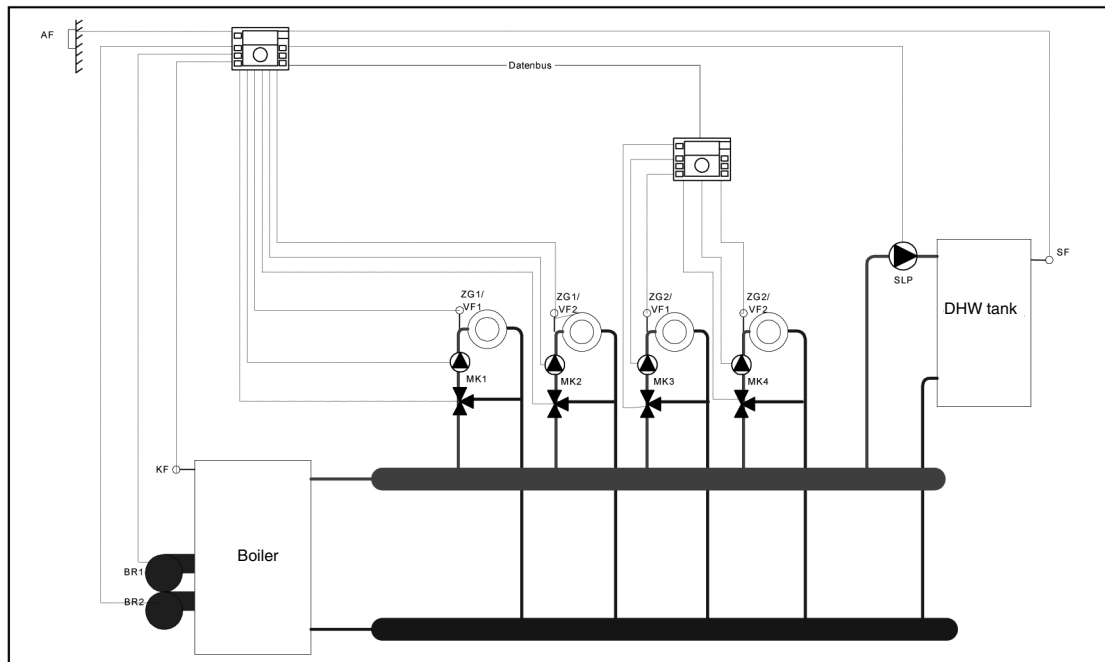 AF
Datenbus
SF
SLP
DHW tank
ZG1/
VF1
ZG1/
VF2
ZG2/
VF1
ZG2/
VF2
MK1
MK2
MK3
MK4
KF
Boiler
BR1
BR2